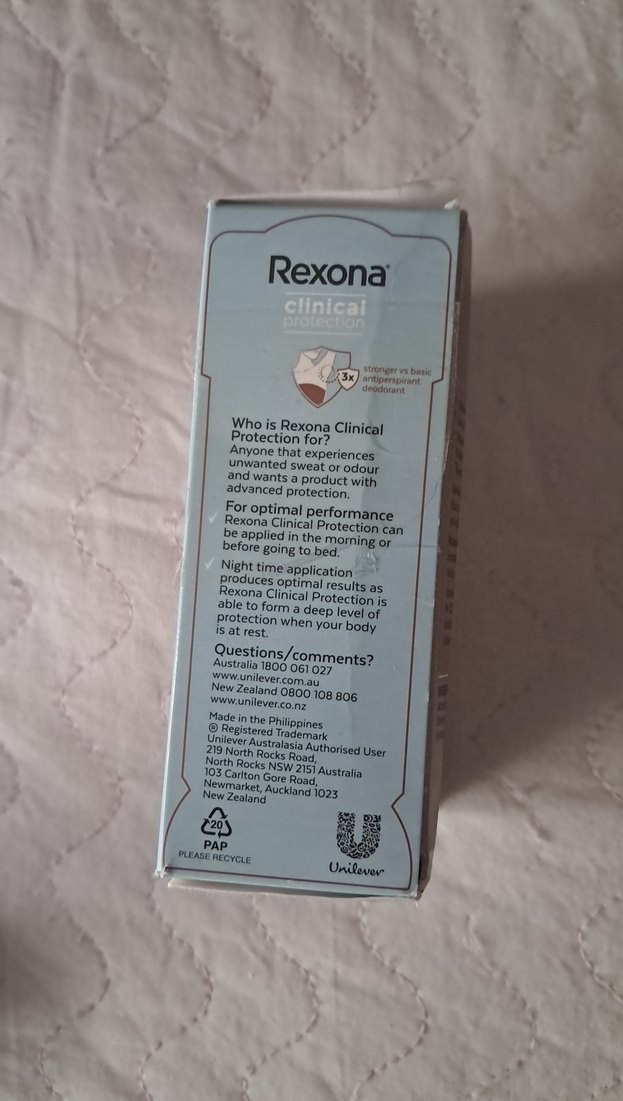 Rexona®
clinical
protection
3x
stronger vs basic
antiperspirant
deodorant
Who is Rexona Clinical
Protection for?
Anyone that experiences
unwanted sweat or odour
and wants a product with
advanced protection.
For optimal performance
Rexona Clinical Protection can
be applied in the morning or
before going to bed.
Night time application
produces optimal results as
Rexona Clinical Protection is
able to form a deep level of
protection when your body
is at rest.
Questions/comments?
Australia 1800 061 027
www.unilever.com.au
New Zealand 0800 108 806
www.unilever.co.nz
Made in the Philippines
® Registered Trademark
Unilever Australasia Authorised User
219 North Rocks Road,
North Rocks NSW 2151 Australia
103 Carlton Gore Road,
Newmarket, Auckland 1023
New Zealand
20
PAP
PLEASE RECYCLE
Unilever